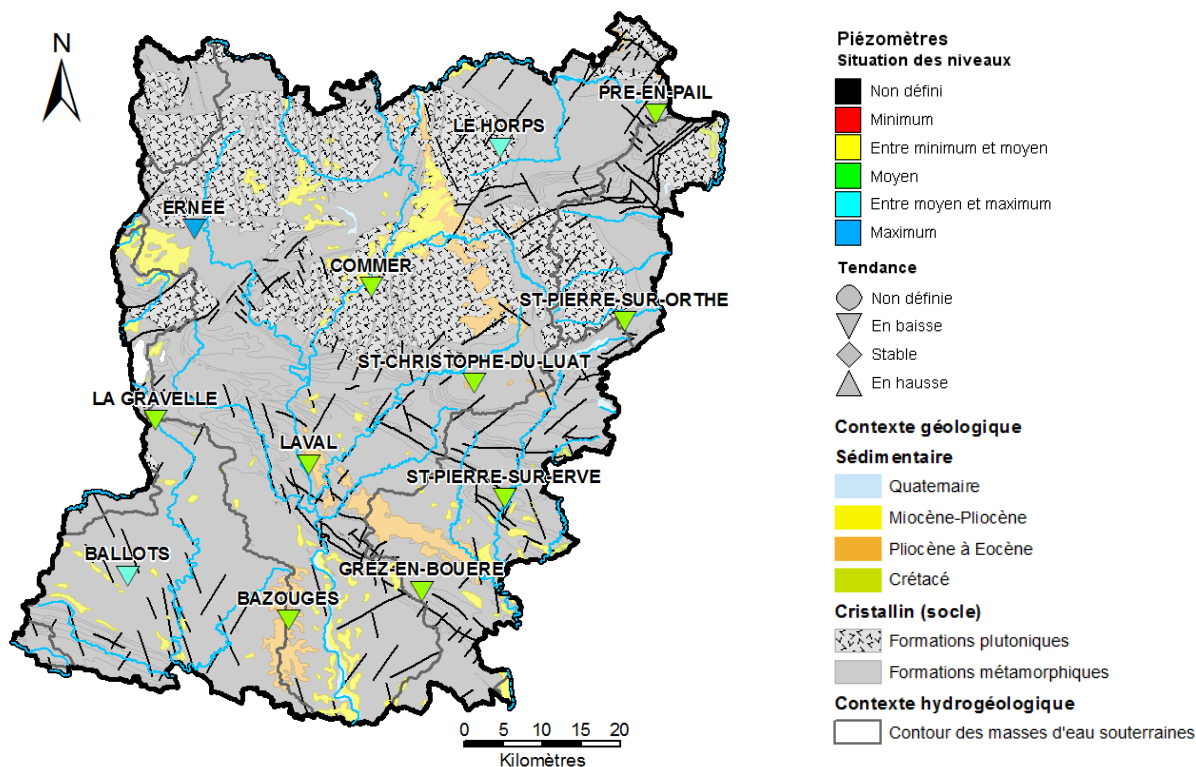 N
PRE-EN-PAIL
LE HORPS
ERNEE
COMMER
ST-PIERRE-SUR-ORTHE
ST-CHRISTOPHE-DU-LUAT
LA GRAVELLE
LAVAL
ST-PIERRE-SUR-ERVE
BALLOTS
GREZ-EN-BOUERE
BAZOUGES
0 5 10 15 20
Kilomètres
Piézomètres
Situation des niveaux
Non défini
Minimum
Entre minimum et moyen
Moyen
Entre moyen et maximum
Maximum
Tendance
Non définie
En baisse
Stable
En hausse
Contexte géologique
Sédimentaire
Quaternaire
Miocène-Pliocène
Pliocène à Eocène
Crétacé
Cristallin (socle)
Formations plutoniques
Formations métamorphiques
Contexte hydrogéologique
Contour des masses d'eau souterraines